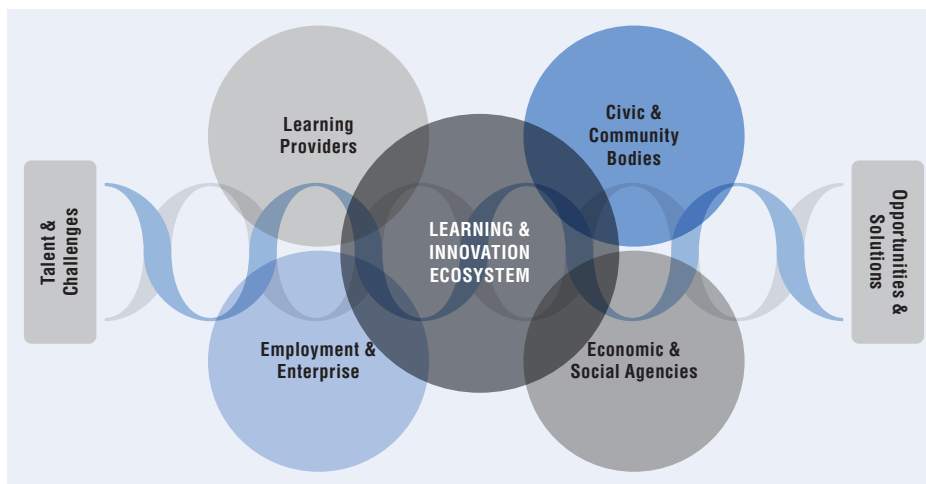 Talent &
Challenges
Learning
Providers
Civic &
Community
Bodies
LEARNING &
INNOVATION
ECOSYSTEM
Employment &
Enterprise
Economic &
Social Agencies
Opportunities &
Solutions